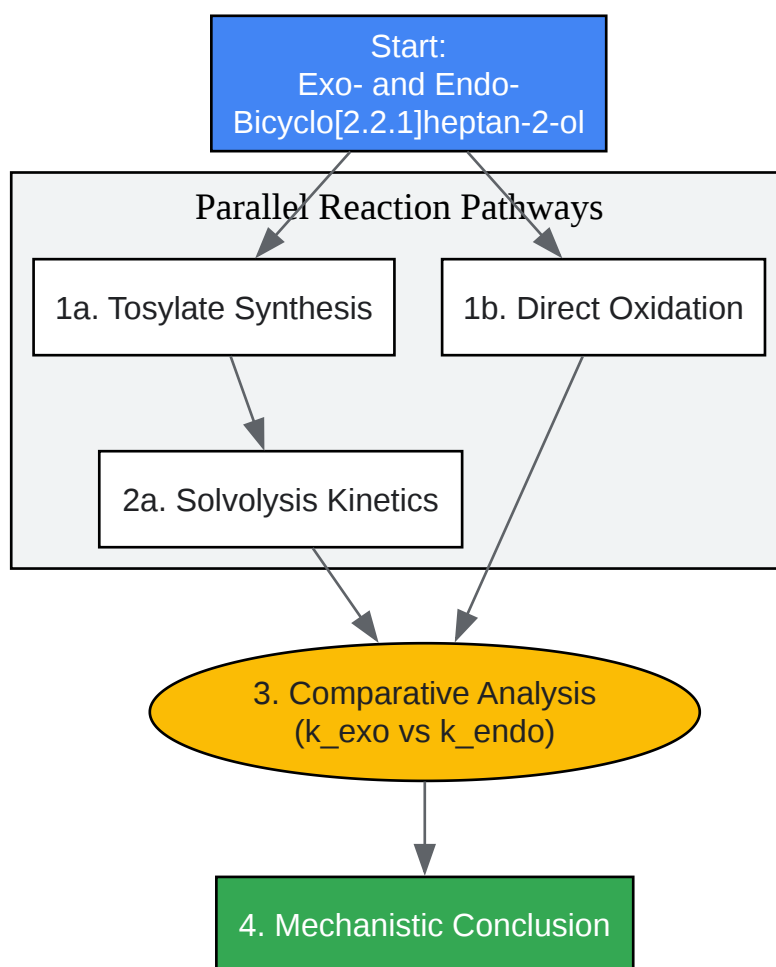 Start:
Exo- and Endo-
Bicyclo[2.2.1]heptan-2-ol
Parallel Reaction Pathways
1a. Tosylate Synthesis
1b. Direct Oxidation
2a. Solvolysis Kinetics
3. Comparative Analysis
(k_exo vs k_endo)
4. Mechanistic Conclusion